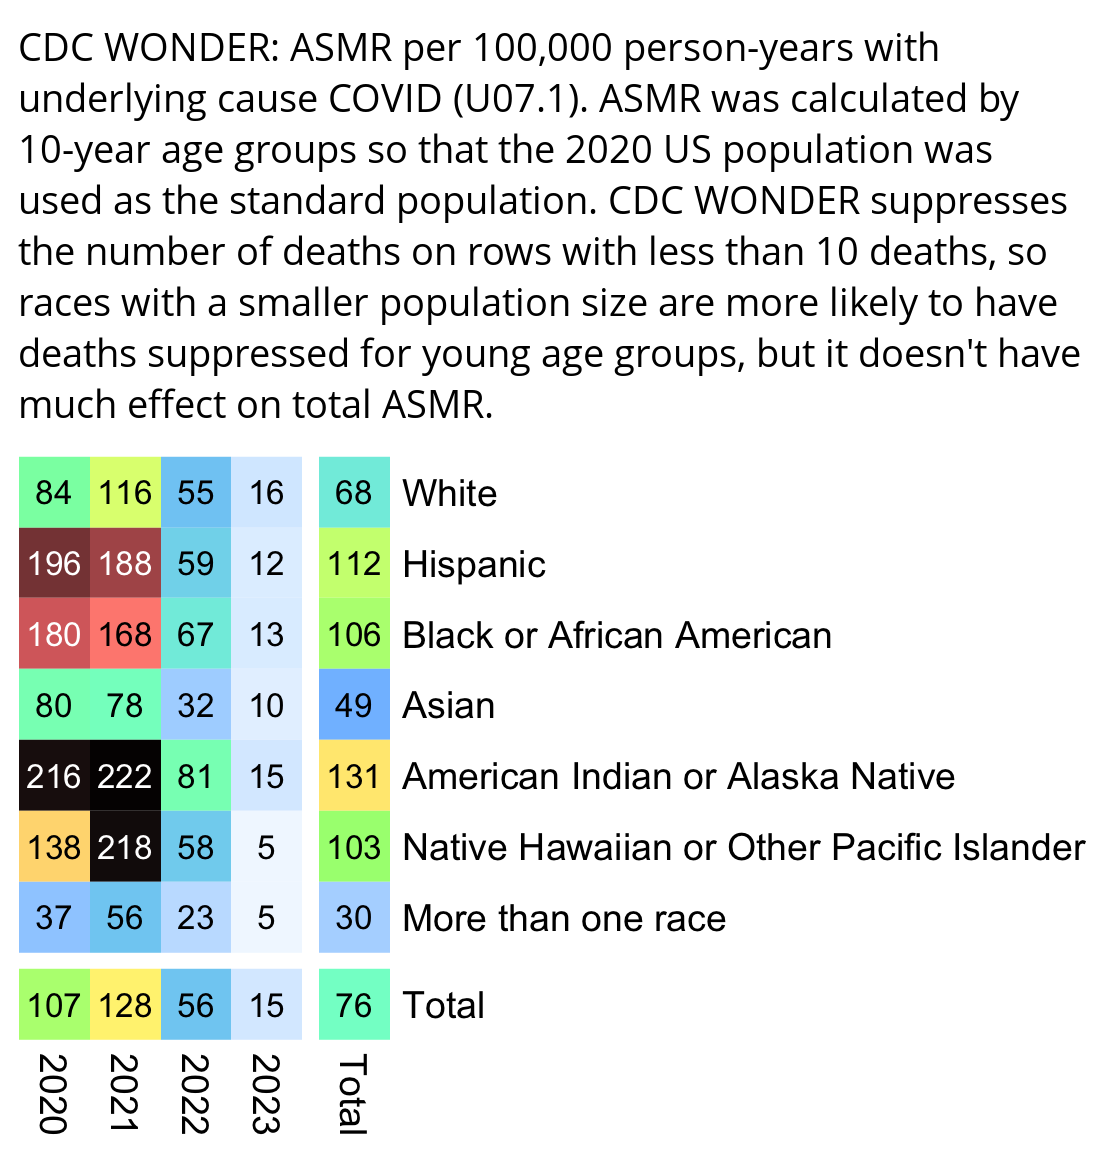 CDC WONDER: ASMR per 100,000 person-years with
underlying cause COVID (U07.1). ASMR was calculated by
10-year age groups so that the 2020 US population was
used as the standard population. CDC WONDER suppresses
the number of deaths on rows with less than 10 deaths, so
races with a smaller population size are more likely to have
deaths suppressed for young age groups, but it doesn't have
much effect on total ASMR.
84 116 55 16 68 White
196 188 59 12 112 Hispanic
180 168 67 13 106 Black or African American
80 78 32 10 49 Asian
216 222 81 15 131 American Indian or Alaska Native
138 218 58 5 103 Native Hawaiian or Other Pacific Islander
37 56 23 5 30 More than one race
107 128 56 15 76 Total
2020 2021 2022 2023 Total